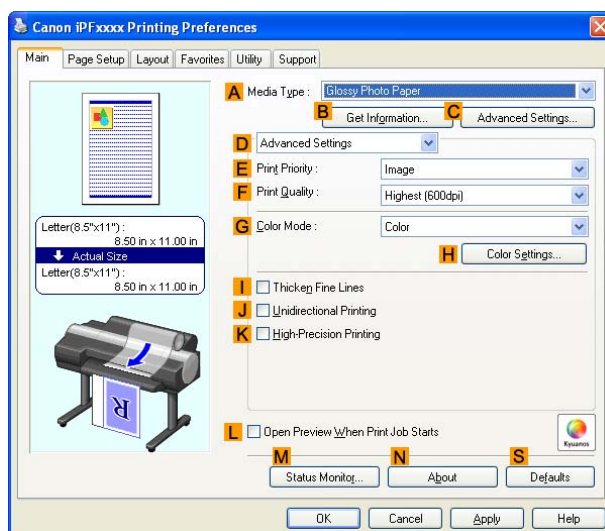 Canon iPFxxxx Printing Preferences
Main Page Setup Layout Favorites Utility Support
A Media Type : Glossy Photo Paper
B Get Information... C Advanced Settings...
D Advanced Settings
E Print Priority : Image
F Print Quality : Highest (600dpi)
G Color Mode : Color
H Color Settings...
Letter(8.5"x11") :
8.50 in x 11.00 in
Actual Size
Letter(8.5"x11") :
8.50 in x 11.00 in
I Thicken Fine Lines
J Unidirectional Printing
K High-Precision Printing
R
L Open Preview When Print Job Starts
Kyuanos
M Status Monitor... N About S Defaults
OK Cancel Apply Help